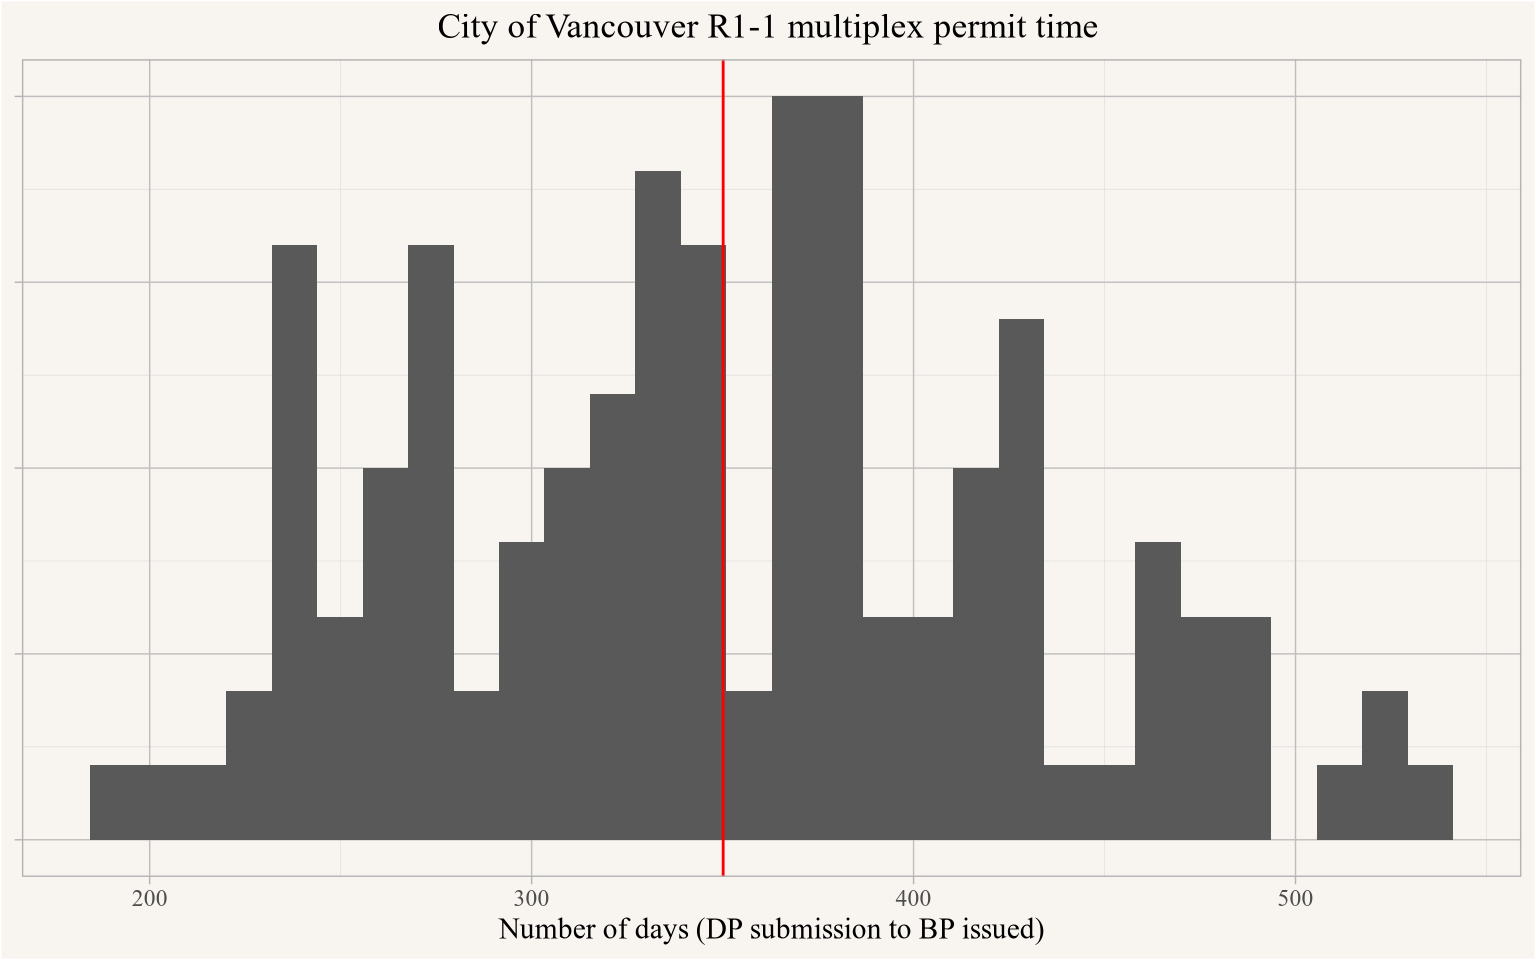 City of Vancouver R1-1 multiplex permit time
200 300 400 500
Number of days (DP submission to BP issued)